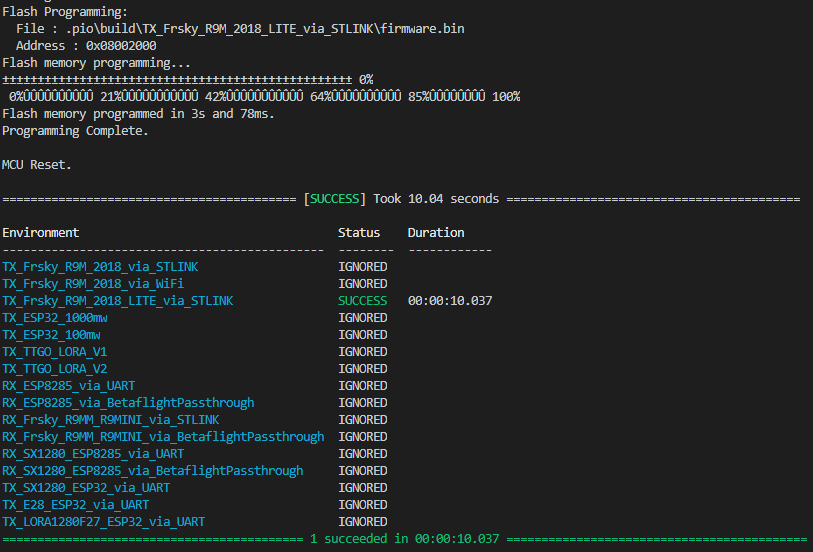 Flash Programming:
  File : .pio\build\TX_Frsky_R9M_2018_LITE_via_STLINK\firmware.bin
  Address : 0x08002000
Flash memory programming...
±±±±±±±±±±±±±±±±±±±±±±±±±±±±±±±±±±±±±±±±±±±±±±±±±± 0%
 0%ÛÛÛÛÛÛÛÛÛÛ 21%ÛÛÛÛÛÛÛÛÛÛÛ 42%ÛÛÛÛÛÛÛÛÛÛÛ 64%ÛÛÛÛÛÛÛÛÛÛ 85%ÛÛÛÛÛÛÛÛ 100%
Flash memory programmed in 3s and 78ms.
Programming Complete.

MCU Reset.

========================================== [SUCCESS] Took 10.04 seconds ==========================================

Environment                                     Status    Duration
----------------------------------------------  --------  ------------
TX_Frsky_R9M_2018_via_STLINK                    IGNORED
TX_Frsky_R9M_2018_via_WiFi                      IGNORED
TX_Frsky_R9M_2018_LITE_via_STLINK               SUCCESS   00:00:10.037
TX_ESP32_1000mw                                 IGNORED
TX_ESP32_100mw                                  IGNORED
TX_TTGO_LORA_V1                                 IGNORED
TX_TTGO_LORA_V2                                 IGNORED
RX_ESP8285_via_UART                             IGNORED
RX_ESP8285_via_BetaflightPassthrough            IGNORED
RX_Frsky_R9MM_R9MINI_via_STLINK                 IGNORED
RX_Frsky_R9MM_R9MINI_via_BetaflightPassthrough  IGNORED
RX_SX1280_ESP8285_via_UART                      IGNORED
RX_SX1280_ESP8285_via_BetaflightPassthrough     IGNORED
TX_SX1280_ESP32_via_UART                        IGNORED
TX_E28_ESP32_via_UART                           IGNORED
TX_LORA1280F27_ESP32_via_UART                   IGNORED
=========================================== 1 succeeded in 00:00:10.037 ===========================================